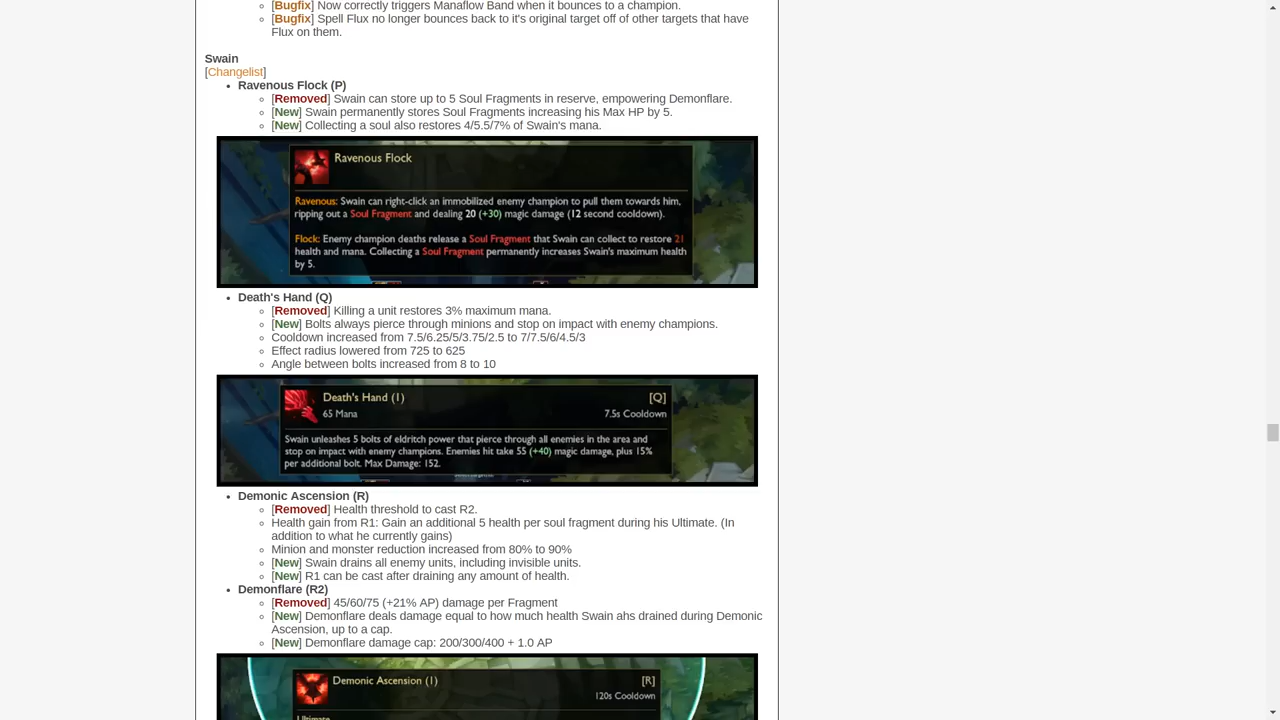 [Bugfix] Now correctly triggers Manaflow Band when it bounces to a champion.
[Bugfix] Spell Flux no longer bounces back to it's original target off of other targets that have
Flux on them.
Swain
[Changelist]
Ravenous Flock (P)
[Removed] Swain can store up to 5 Soul Fragments in reserve, empowering Demonflare.
[New] Swain permanently stores Soul Fragments increasing his Max HP by 5.
[New] Collecting a soul also restores 4/5.5/7% of Swain's mana.
Ravenous Flock
Ravenous: Swain can right-click an immobilized enemy champion to pull them towards him,
ripping out a Soul Fragment and dealing 20 (+30) magic damage (12 second cooldown).
Flock: Enemy champion deaths release a Soul Fragment that Swain can collect to restore 21
health and mana. Collecting a Soul Fragment permanently increases Swain's maximum health
by 5.
Death's Hand (Q)
[Removed] Killing a unit restores 3% maximum mana.
[New] Bolts always pierce through minions and stop on impact with enemy champions.
Cooldown increased from 7.5/6.25/5/3.75/2.5 to 7/7.5/6/4.5/3
Effect radius lowered from 725 to 625
Angle between bolts increased from 8 to 10
Death's Hand (1) [Q]
65 Mana 7.5s Cooldown
Swain unleashes 5 bolts of eldritch power that pierce through all enemies in the area and
stop on impact with enemy champions. Enemies hit take 55 (+40) magic damage, plus 15%
per additional bolt. Max Damage: 152.
Demonic Ascension (R)
[Removed] Health threshold to cast R2.
Health gain from R1: Gain an additional 5 health per soul fragment during his Ultimate. (In
addition to what he currently gains)
Minion and monster reduction increased from 80% to 90%
[New] Swain drains all enemy units, including invisible units.
[New] R1 can be cast after draining any amount of health.
Demonflare (R2)
[Removed] 45/60/75 (+21% AP) damage per Fragment
[New] Demonflare deals damage equal to how much health Swain ahs drained during Demonic
Ascension, up to a cap.
[New] Demonflare damage cap: 200/300/400 + 1.0 AP
Demonic Ascension (1) [R]
120s Cooldown
Ultimate